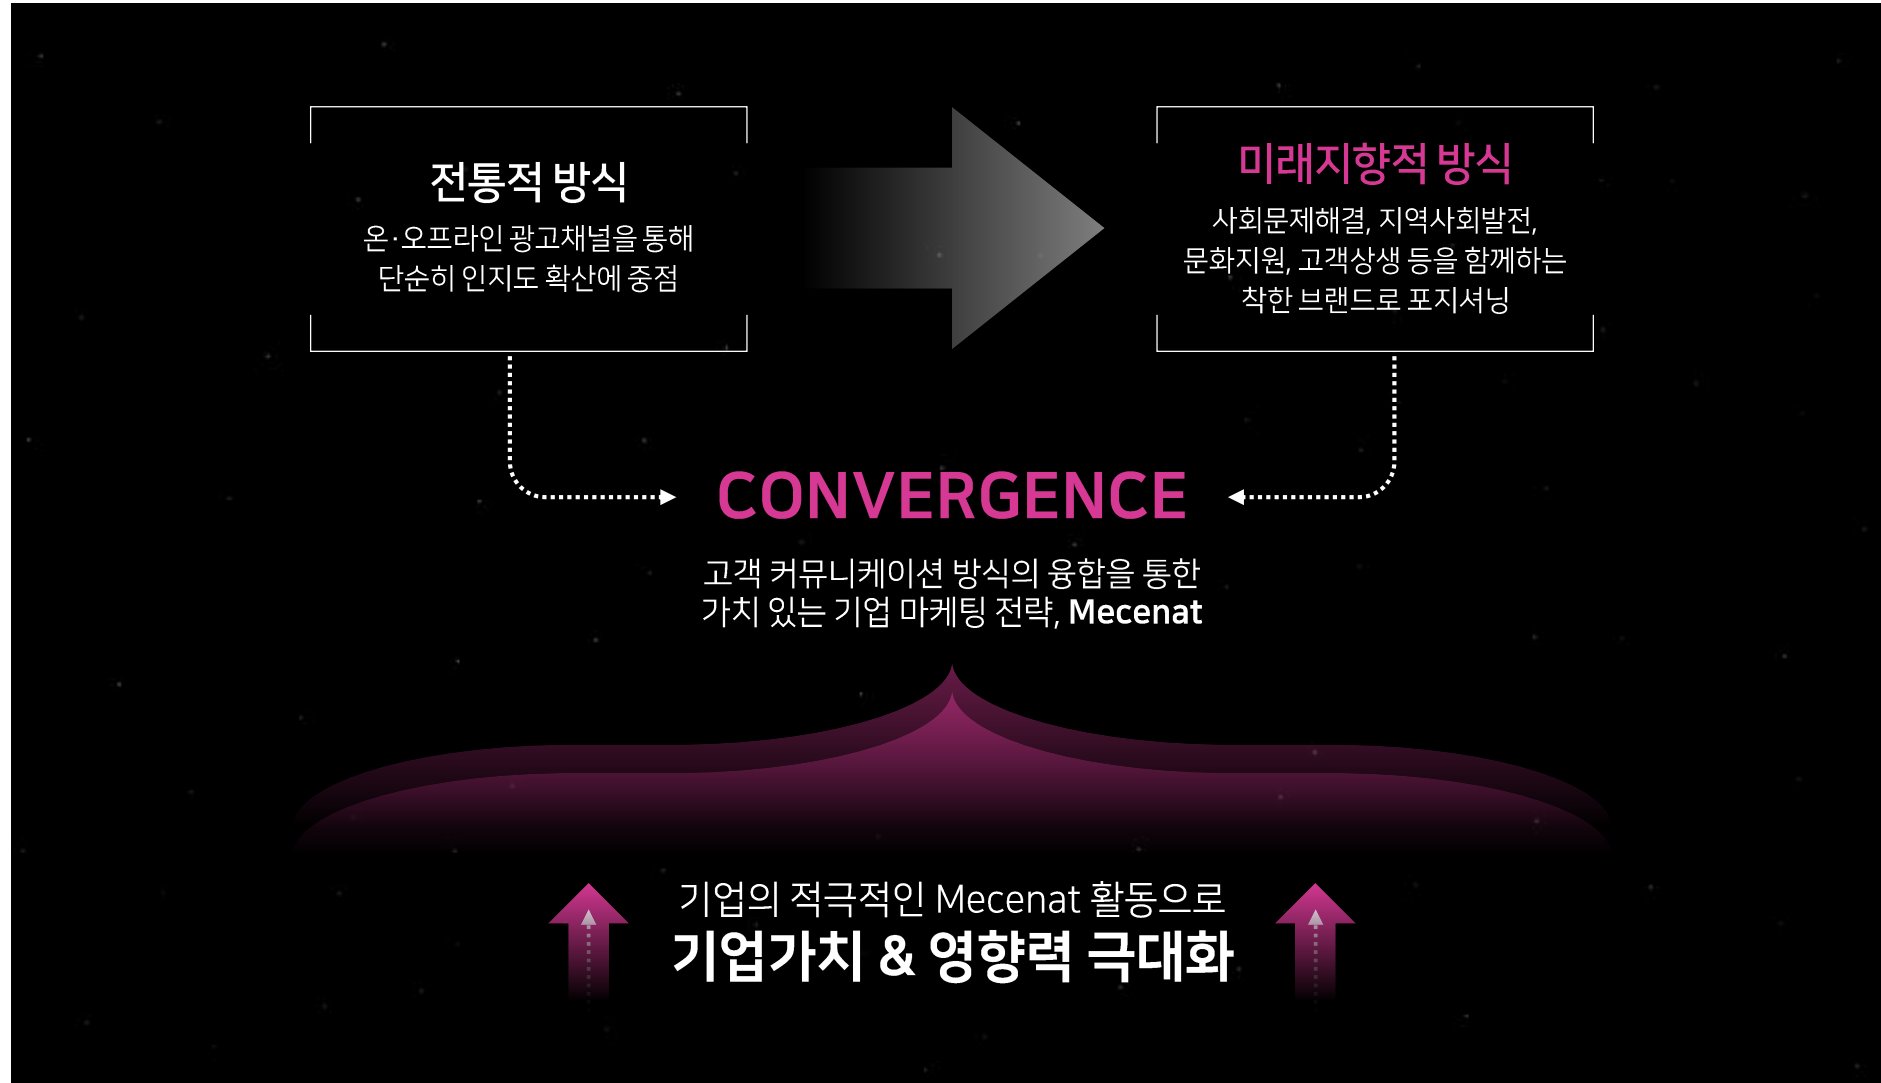 전통적 방식
온·오프라인 광고채널을 통해
단순히 인지도 확산에 중점
미래지향적 방식
사회문제해결, 지역사회발전,
문화지원, 고객상생 등을 함께하는
착한 브랜드로 포지셔닝
CONVERGENCE
고객 커뮤니케이션 방식의 융합을 통한
가치 있는 기업 마케팅 전략, Mecenat
기업의 적극적인 Mecenat 활동으로
기업가치 & 영향력 극대화